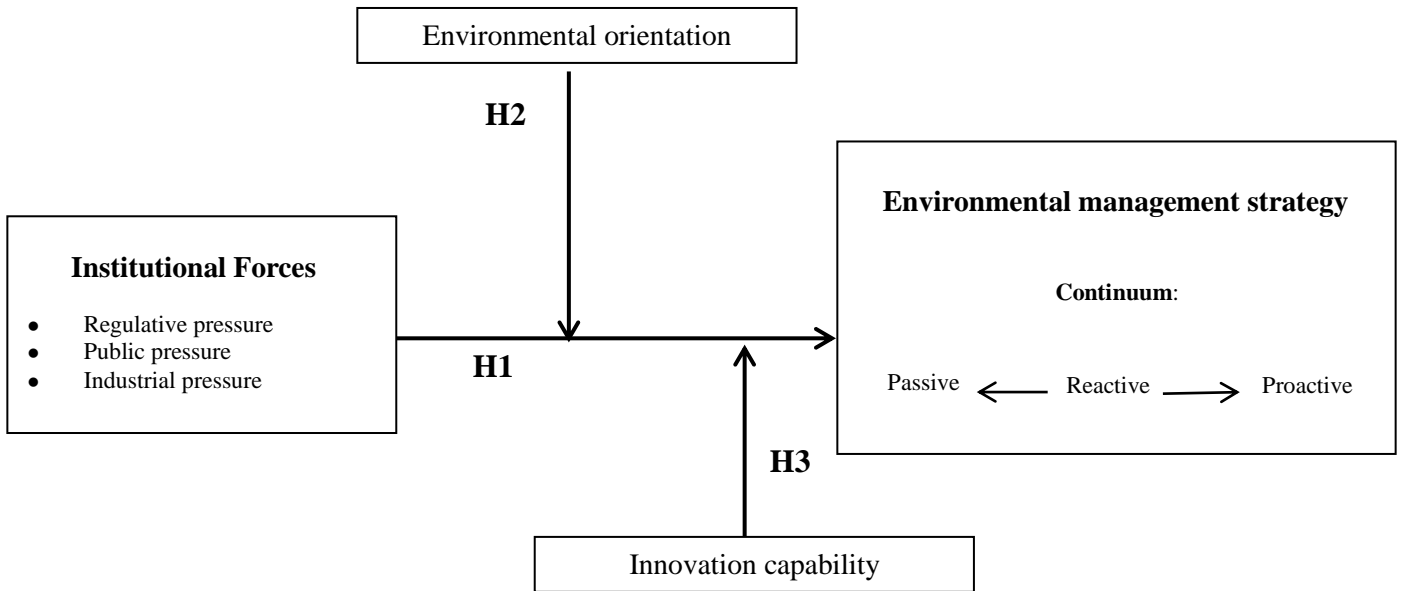 Environmental orientation
H2
Environmental management strategy
Institutional Forces
Continuum:
● Regulative pressure
● Public pressure
● Industrial pressure
H1
Passive Reactive Proactive
H3
Innovation capability